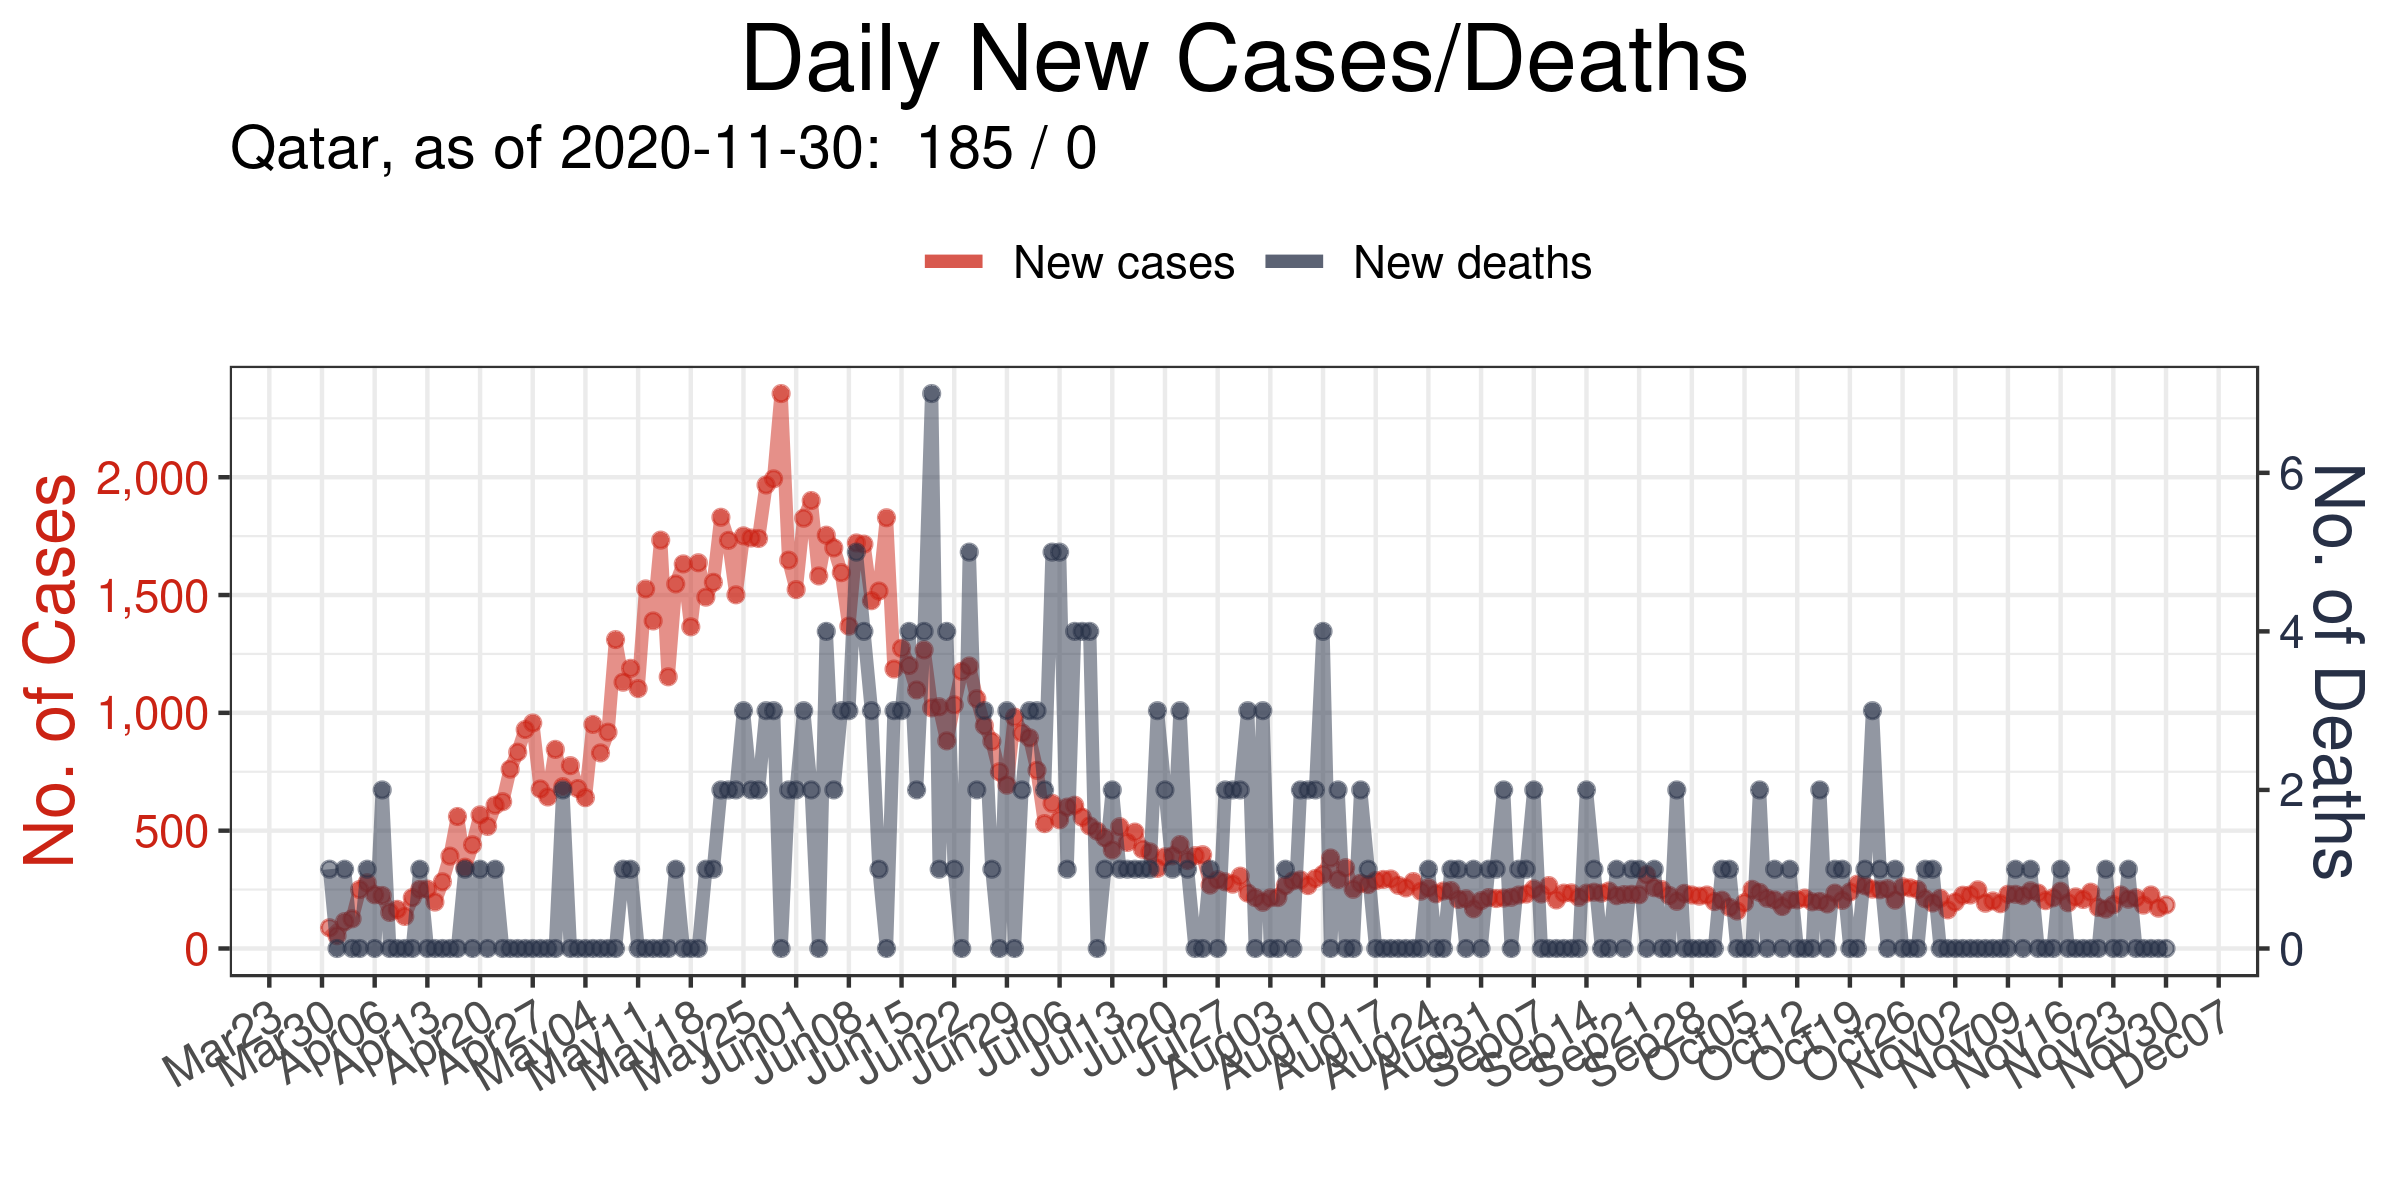 Daily New Cases/Deaths
Qatar, as of 2020-11-30:  185 / 0
New cases New deaths
No. of Cases
2,000
1,500
1,000
500
0
6
4
2
0
No. of Deaths
Mar23 Mar30 Apr06 Apr13 Apr20 Apr27 May04 May11 May18 May25 Jun01 Jun08 Jun15 Jun22 Jun29 Jul06 Jul13 Jul20 Jul27 Aug03 Aug10 Aug17 Aug24 Aug31 Sep07 Sep14 Sep21 Sep28 Oct05 Oct12 Oct19 Oct26 Nov02 Nov09 Nov16 Nov23 Nov30 Dec07